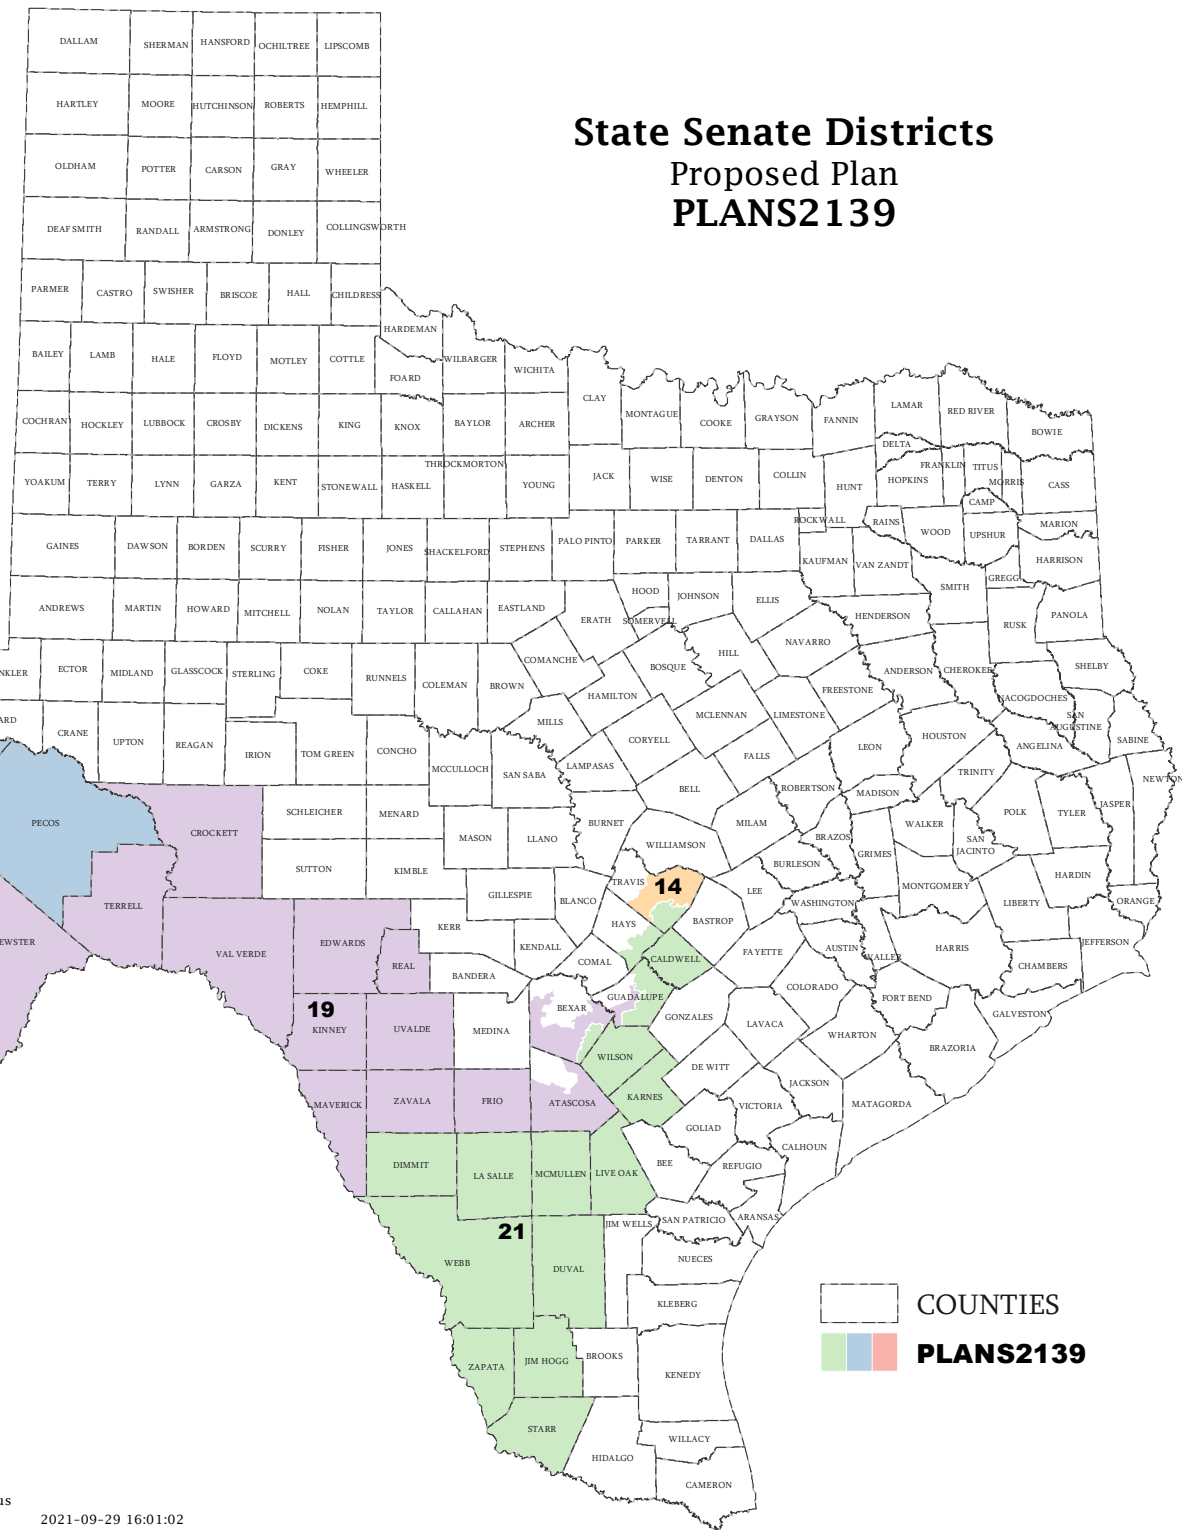 State Senate Districts
Proposed Plan
PLANS2139
DALLAM SHERMAN HANSFORD OCHILTREE LIPSCOMB
HARTLEY MOORE HUTCHINSON ROBERTS HEMPHILL
OLDHAM POTTER CARSON GRAY WHEELER
DEAF SMITH RANDALL ARMSTRONG DONLEY COLLINGSWORTH
PARMER CASTRO SWISHER BRISCOE HALL CHILDRESS
HARDEMAN
BAILEY LAMB HALE FLOYD MOTLEY COTTLE WILBARGER WICHITA
FOARD
CLAY MONTAGUE COOKE GRAYSON FANNIN LAMAR RED RIVER BOWIE
COCHRAN HOCKLEY LUBBOCK CROSBY DICKENS KING KNOX BAYLOR ARCHER
DELTA
THROCKMORTON
FRANKLIN TITUS
YOAKUM TERRY LYNN GARZA KENT STONEWALL HASKELL YOUNG JACK WISE DENTON COLLIN HUNT HOPKINS MORRIS CASS
CAMP
ROCKWALL RAINS WOOD UPSHUR MARION
GAINES DAWSON BORDEN SCURRY FISHER JONES SHACKELFORD STEPHENS PALO PINTO PARKER TARRANT DALLAS
KAUFMAN VAN ZANDT HARRISON
SMITH GREGG
ANDREWS MARTIN HOWARD MITCHELL NOLAN TAYLOR CALLAHAN EASTLAND ERATH HOOD JOHNSON ELLIS
SOMERVELL
HENDERSON RUSK PANOLA
NKLER ECTOR MIDLAND GLASSCOCK STERLING COKE RUNNELS COLEMAN BROWN COMANCHE BOSQUE HILL NAVARRO
ANDERSON CHEROKEE SHELBY
HAMILTON FREESTONE NACOGDOCHES
ARD CRANE UPTON REAGAN IRION TOM GREEN CONCHO MILLS CORYELL MCLENNAN LIMESTONE
SAN
AUGUSTINE
SABINE
LEON HOUSTON ANGELINA
MCCULLOCH SAN SABA LAMPASAS FALLS
TRINITY NEWTON
BELL ROBERTSON MADISON
PECOS CROCKETT SCHLEICHER MENARD MASON LLANO BURNET MILAM BRAZOS WALKER
SAN
JACINTO
POLK TYLER JASPER
WILLIAMSON GRIMES
SUTTON KIMBLE BURLESON
TERRELL GILLESPIE BLANCO TRAVIS 14 LEE MONTGOMERY HARDIN
WASHINGTON LIBERTY ORANGE
EWSTER VAL VERDE EDWARDS REAL KERR KENDALL HAYS BASTROP
CALDWELL FAYETTE AUSTIN WALLER HARRIS CHAMBERS JEFFERSON
BANDERA COMAL
19
KINNEY UVALDE MEDINA BEXAR GUADALUPE GONZALES COLORADO FORT BEND GALVESTON
LAVACA WHARTON BRAZORIA
WILSON DE WITT
MAVERICK ZAVALA FRIO ATASCOSA KARNES JACKSON MATAGORDA
VICTORIA
GOLIAD CALHOUN
DIMMIT LA SALLE MCMULLEN LIVE OAK BEE REFUGIO
21
JIM WELLS SAN PATRICIO ARANSAS
WEBB DUVAL NUECES
KLEBERG
ZAPATA JIM HOGG BROOKS KENEDY
STARR HIDALGO WILLACY
CAMERON
COUNTIES
PLANS2139
us
2021-09-29 16:01:02